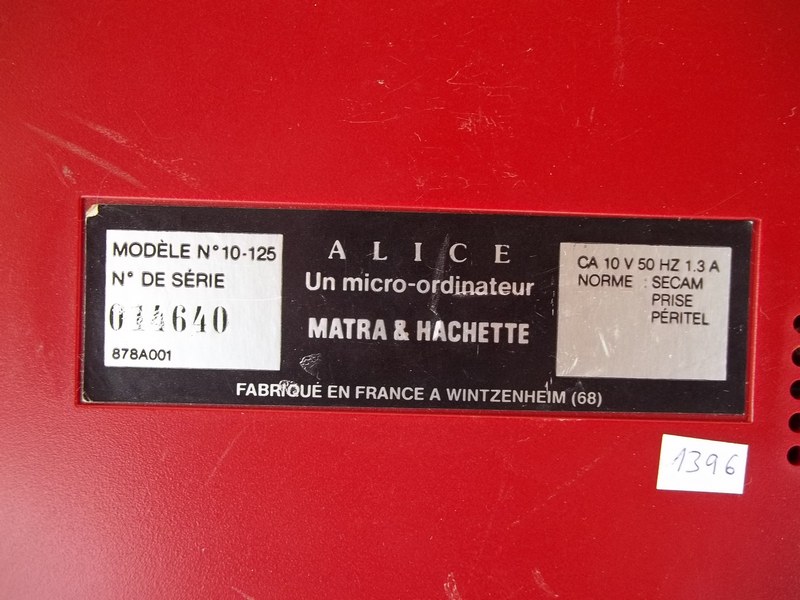 MODÈLE N° 10-125
N° DE SÉRIE
014640
878A001
ALICE
Un micro-ordinateur
MATRA & HACHETTE
CA 10 V 50 HZ 1.3 A
NORME : SECAM
PRISE
PÉRITEL
FABRIQUÉ EN FRANCE A WINTZENHEIM (68)
1396